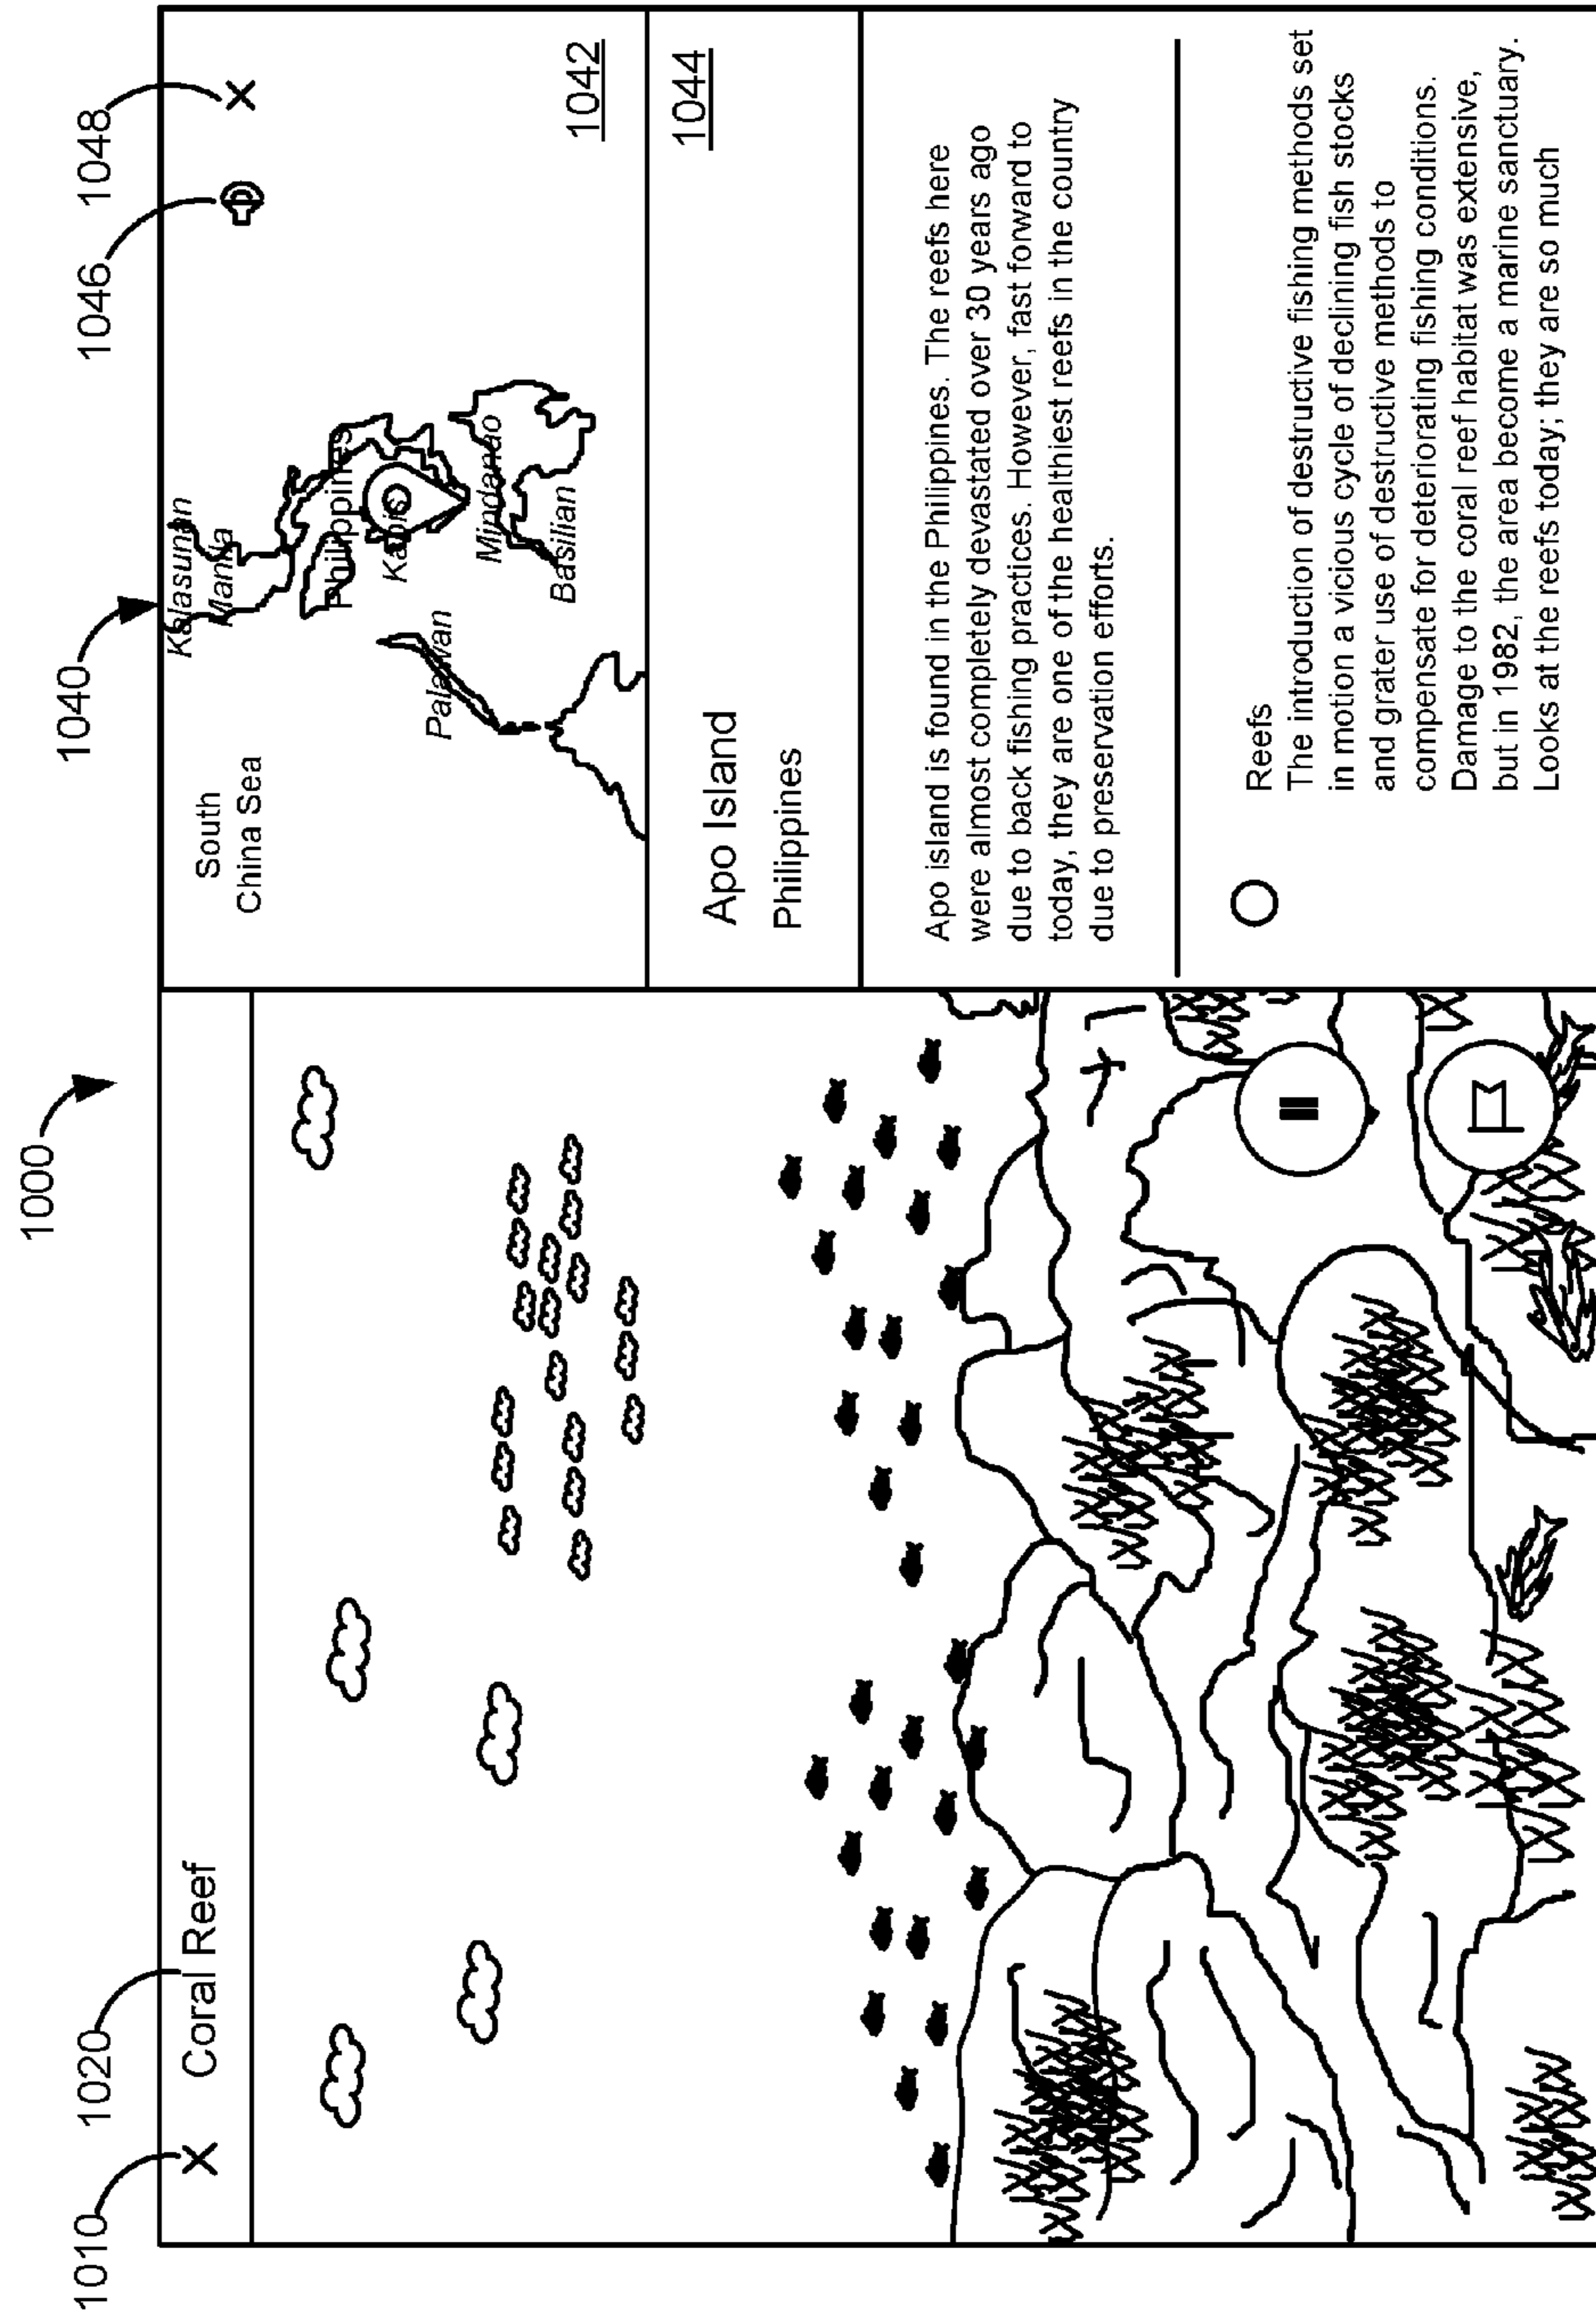 1000
1010
1020
1040
1046
1048
X Coral Reef
South
China Sea
Kalasunan
Manila
Philippines
Kapis
Palawan
Mindanao
Basilian
X
1042
Apo Island
Philippines
1044
Apo island is found in the Philippines. The reefs here
were almost completely devastated over 30 years ago
due to back fishing practices. However, fast forward to
today, they are one of the healthiest reefs in the country
due to preservation efforts.
Reefs
The introduction of destructive fishing methods set
in motion a vicious cycle of declining fish stocks
and grater use of destructive methods to
compensate for deteriorating fishing conditions.
Damage to the coral reef habitat was extensive,
but in 1982, the area become a marine sanctuary.
Looks at the reefs today; they are so much